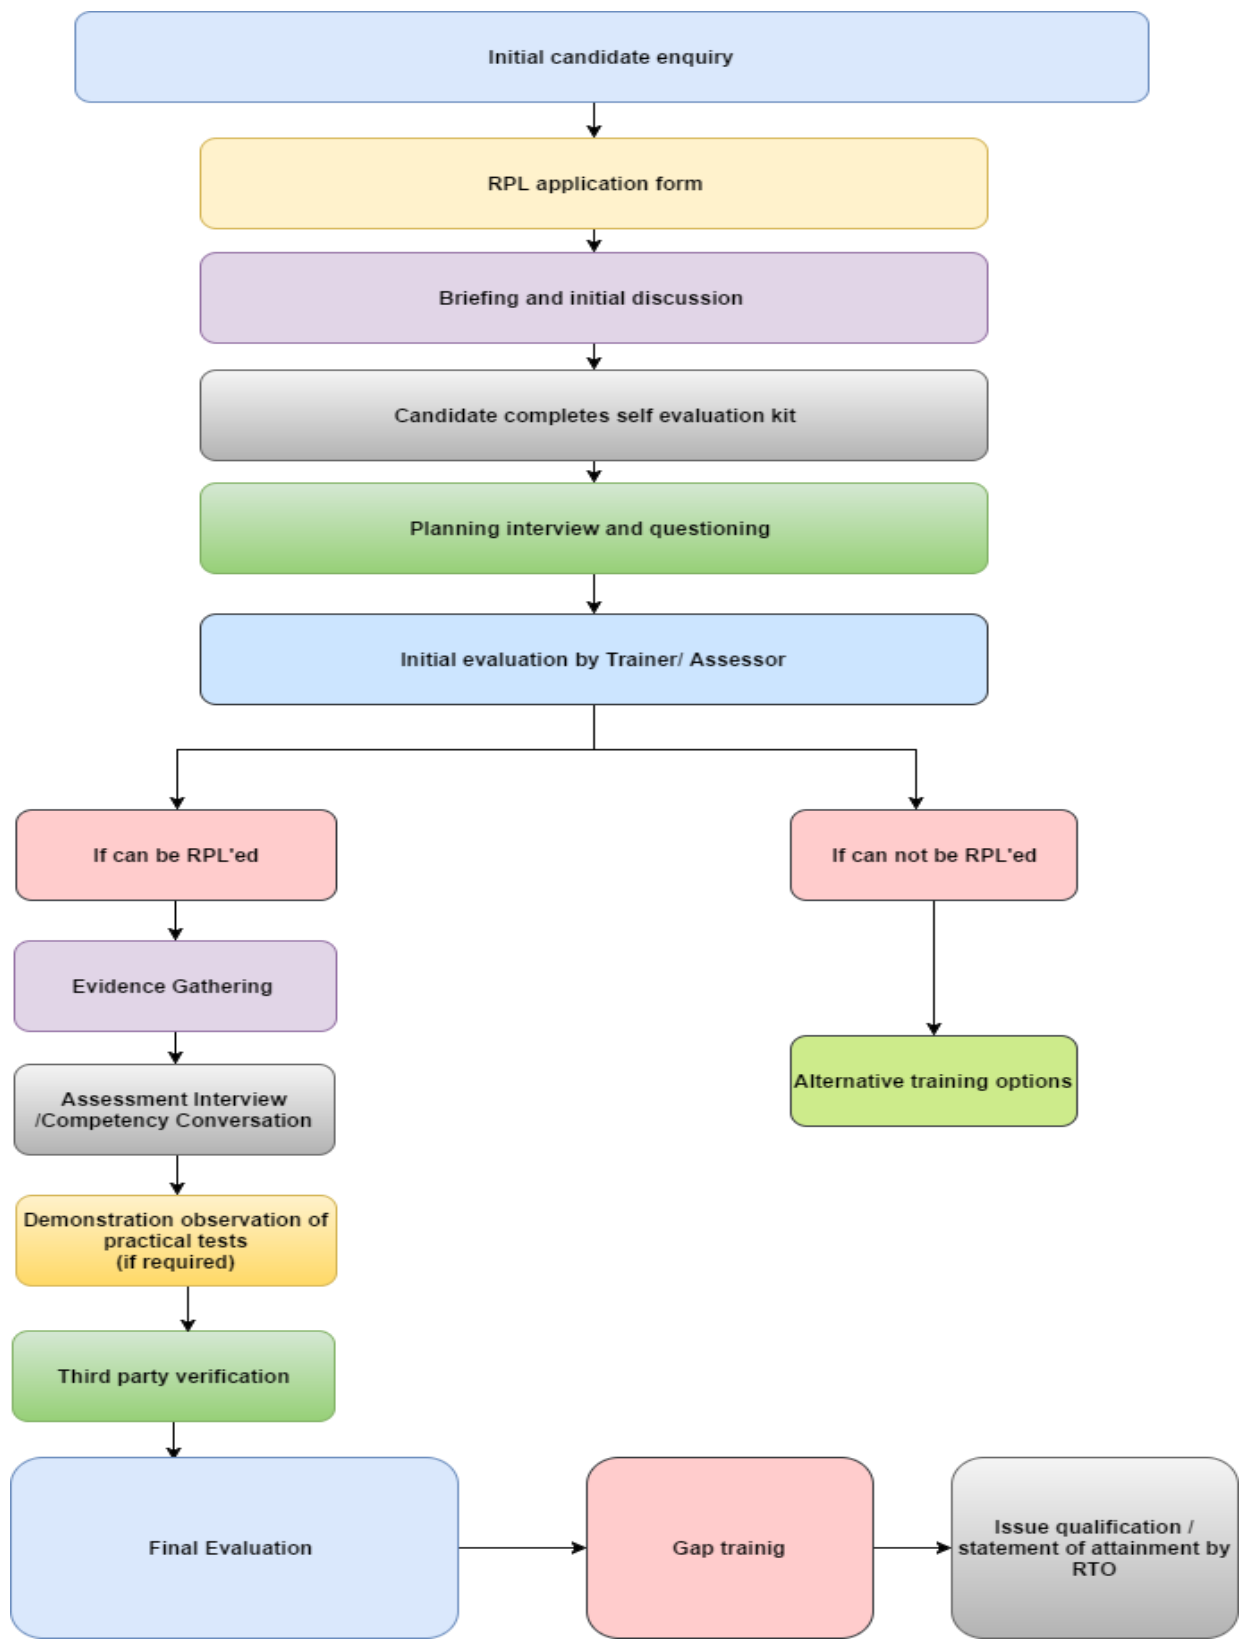 Initial candidate enquiry
RPL application form
Briefing and initial discussion
Candidate completes self evaluation kit
Planning interview and questioning
Initial evaluation by Trainer/ Assessor
If can be RPL'ed
If can not be RPL'ed
Evidence Gathering
Alternative training options
Assessment Interview
/Competency Conversation
Demonstration observation of
practical tests
(if required)
Third party verification
Final Evaluation
Gap trainig
Issue qualification /
statement of attainment by
RTO